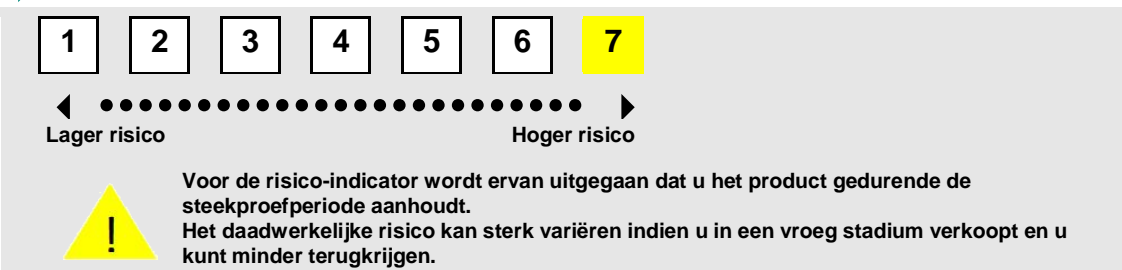 1 2 3 4 5 6 7
Lager risico Hoger risico
!
Voor de risico-indicator wordt ervan uitgegaan dat u het product gedurende de
steekproefperiode aanhoudt.
Het daadwerkelijke risico kan sterk variëren indien u in een vroeg stadium verkoopt en u
kunt minder terugkrijgen.